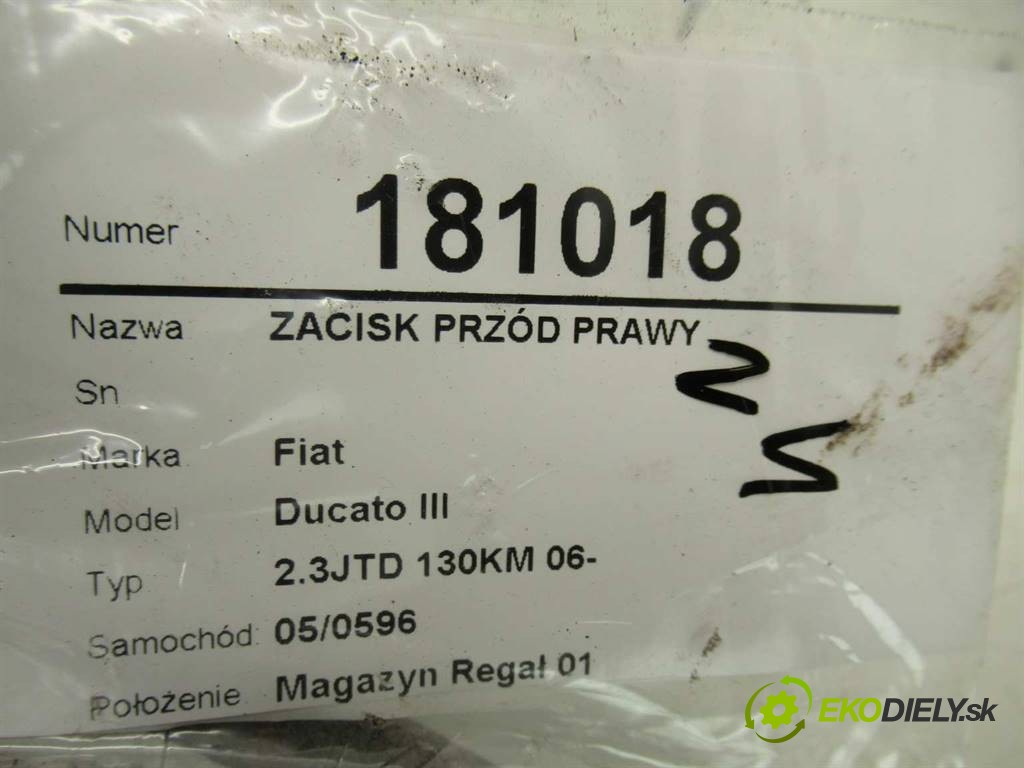 Numer 181018
Nazwa ZACISK PRZÓD PRAWY
Sn
Marka Fiat
Model Ducato III
Typ 2.3JTD 130KM 06-
Samochód: 05/0596
Położenie Magazyn Regał 01
EKODIELY.sk